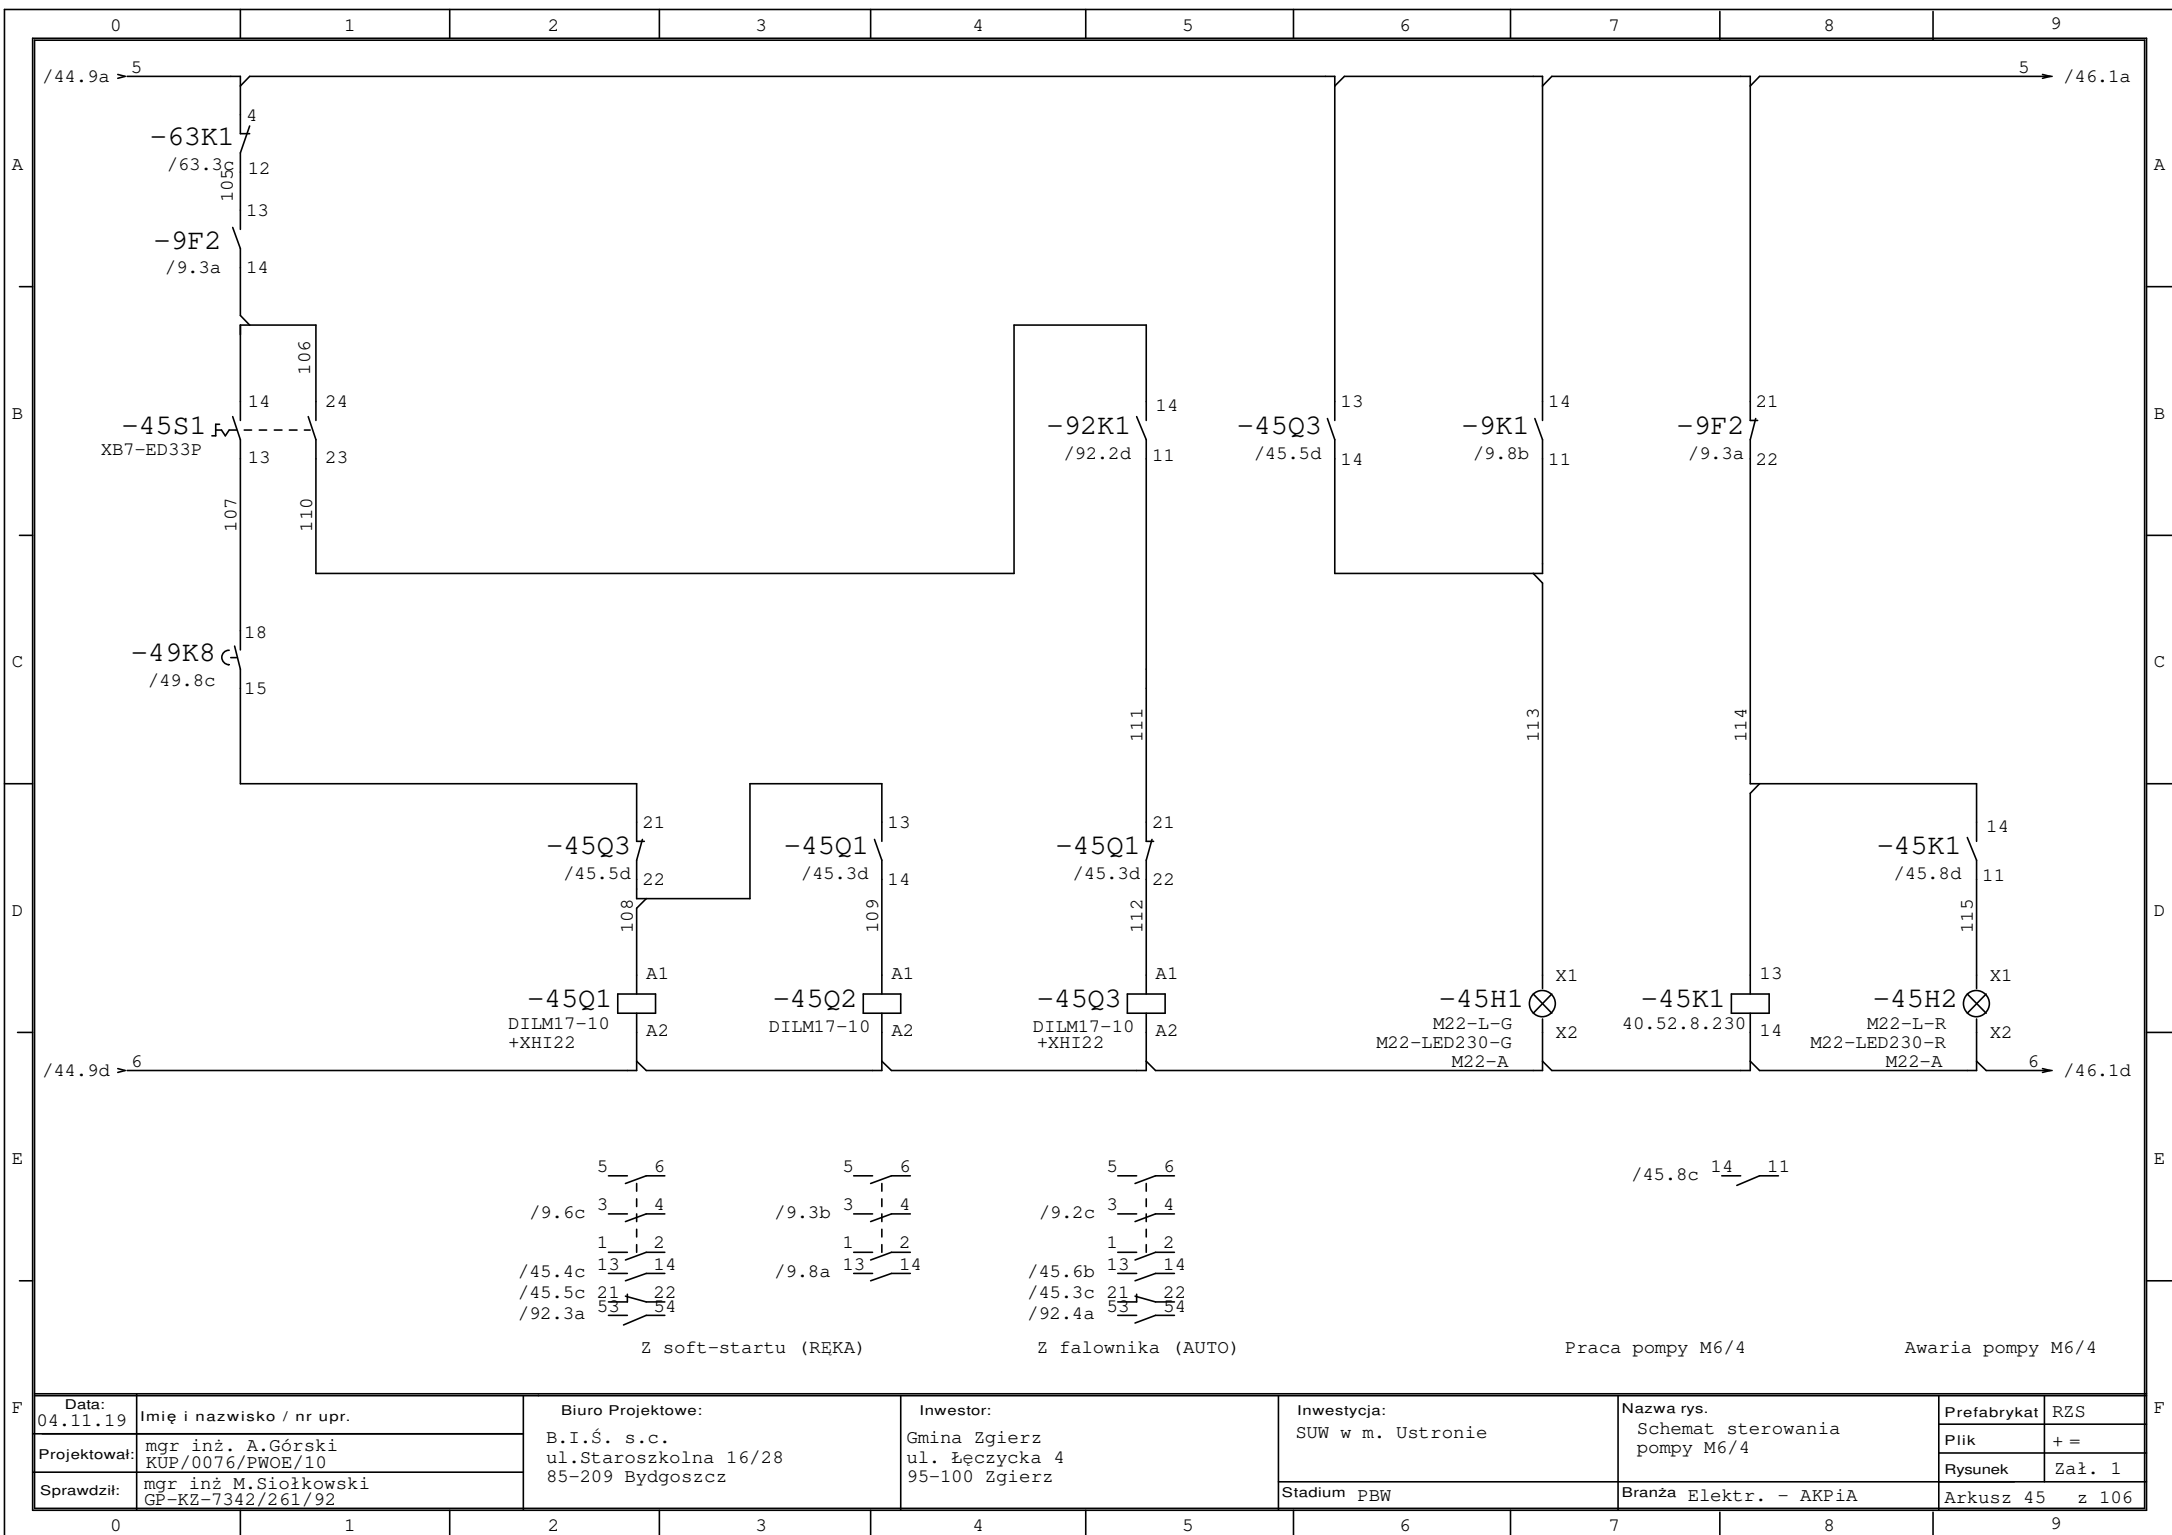 0 1 2 3 4 5 6 7 8 9
/44.9a 5
5 /46.1a
4
-63K1
/63.3c 12
105
A A
13
-9F2
/9.3a 14
106
14 24
-45S1
XB7-ED33P
13 23
107 110
B B
14
-92K1
/92.2d 11
13
-45Q3
/45.5d 14
14
-9K1
/9.8b 11
21
-9F2
/9.3a 22
18
-49K8
/49.8c
15
C C
111
113
114
21
-45Q3
/45.5d 22
13
-45Q1
/45.3d 14
21
-45Q1
/45.3d 22
14
-45K1
/45.8d 11
D D
108
109
112
115
A1
-45Q1
DILM17-10 A2
+XHI22
A1
-45Q2
DILM17-10 A2
A1
-45Q3
DILM17-10 A2
+XHI22
X1
-45H1
M22-L-G
M22-LED230-G X2
M22-A
13
-45K1
40.52.8.230 14
X1
-45H2
M22-L-R
M22-LED230-R X2
M22-A
/44.9d 6
6 /46.1d
E E
5 6
/9.6c 3 4
1 2
/45.4c 13 14
/45.5c 21 22
/92.3a 53 54
5 6
/9.3b 3 4
1 2
/9.8a 13 14
5 6
/9.2c 3 4
1 2
/45.6b 13 14
/45.3c 21 22
/92.4a 53 54
/45.8c 14 11
Z soft-startu (RĘKA)
Z falownika (AUTO)
Praca pompy M6/4
Awaria pompy M6/4
F F
Data:
04.11.19
Imię i nazwisko / nr upr.
Projektował:
mgr inż. A.Górski
KUP/0076/PWOE/10
Sprawdził:
mgr inż M.Siołkowski
GP-KZ-7342/261/92
Biuro Projektowe:
B.I.Ś. s.c.
ul.Staroszkolna 16/28
85-209 Bydgoszcz
Inwestor:
Gmina Zgierz
ul. Łęczycka 4
95-100 Zgierz
Inwestycja:
SUW w m. Ustronie
Stadium PBW
Nazwa rys.
Schemat sterowania
pompy M6/4
Branża Elektr. - AKPiA
Prefabrykat RZS
Plik + =
Rysunek Zał. 1
Arkusz 45 z 106
0 1 2 3 4 5 6 7 8 9